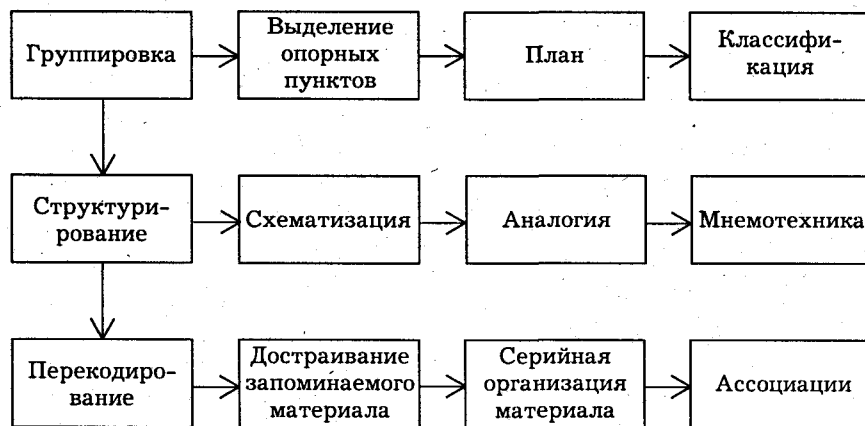 Группировка
Выделение
опорных
пунктов
План
Классифи-
кация
Структури-
рование
Схематизация
Аналогия
Мнемотехника
Перекодиро-
вание
Достраивание
запоминаемого
материала
Серийная
организация
материала
Ассоциации